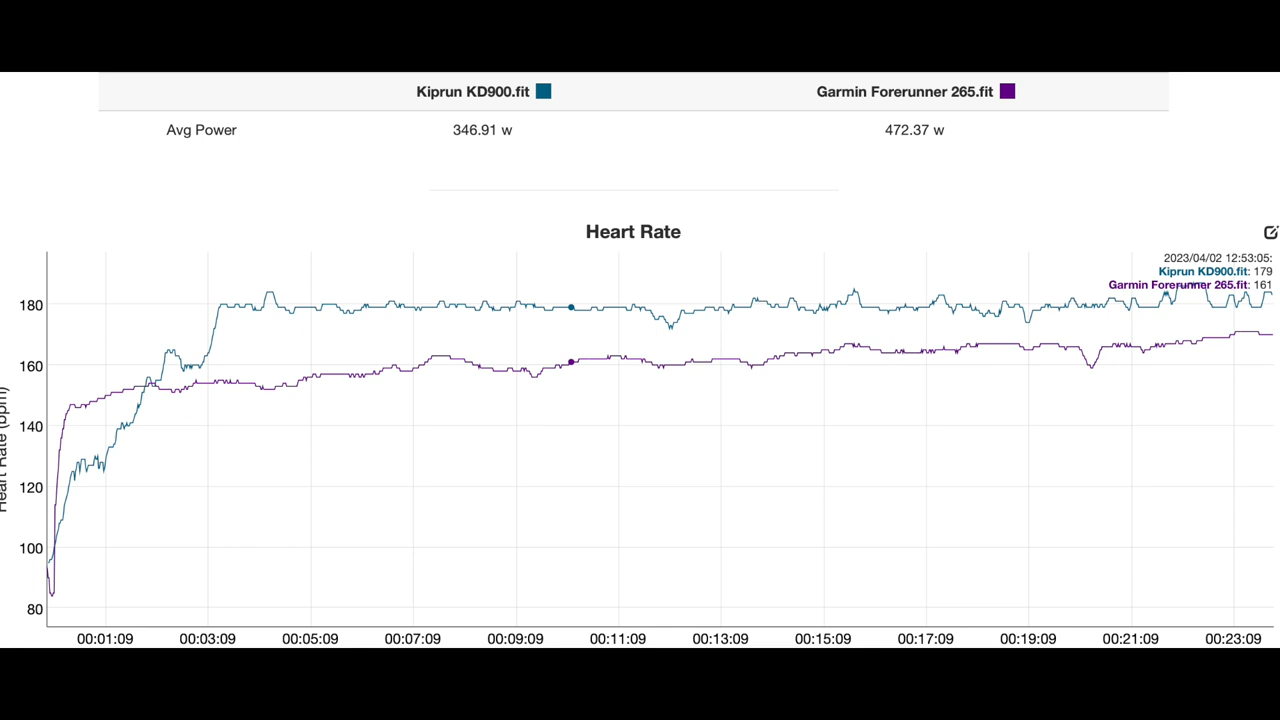 Kiprun KD900.fit Garmin Forerunner 265.fit
Avg Power 346.91 w 472.37 w
Heart Rate
2023/04/02 12:53:05:
Kiprun KD900.fit: 179
Garmin Forerunner 265.fit: 161
Heart Rate (bpm)
180
160
140
120
100
80
00:01:09 00:03:09 00:05:09 00:07:09 00:09:09 00:11:09 00:13:09 00:15:09 00:17:09 00:19:09 00:21:09 00:23:09